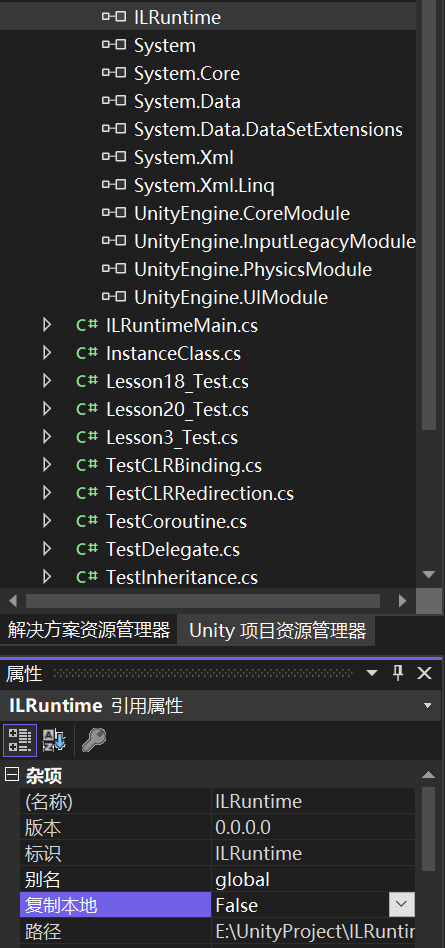 ILRuntime
System
System.Core
System.Data
System.Data.DataSetExtensions
System.Xml
System.Xml.Linq
UnityEngine.CoreModule
UnityEngine.InputLegacyModule
UnityEngine.PhysicsModule
UnityEngine.UIModule
C# ILRuntimeMain.cs
C# InstanceClass.cs
C# Lesson18_Test.cs
C# Lesson20_Test.cs
C# Lesson3_Test.cs
C# TestCLRBinding.cs
C# TestCLRRedirection.cs
C# TestCoroutine.cs
C# TestDelegate.cs
C# TestInheritance.cs
解决方案资源管理器 Unity 项目资源管理器
属性
ILRuntime 引用属性
杂项
(名称) ILRuntime
版本 0.0.0.0
标识 ILRuntime
别名 global
复制本地 False
路径 E:\UnityProject\ILRuntin